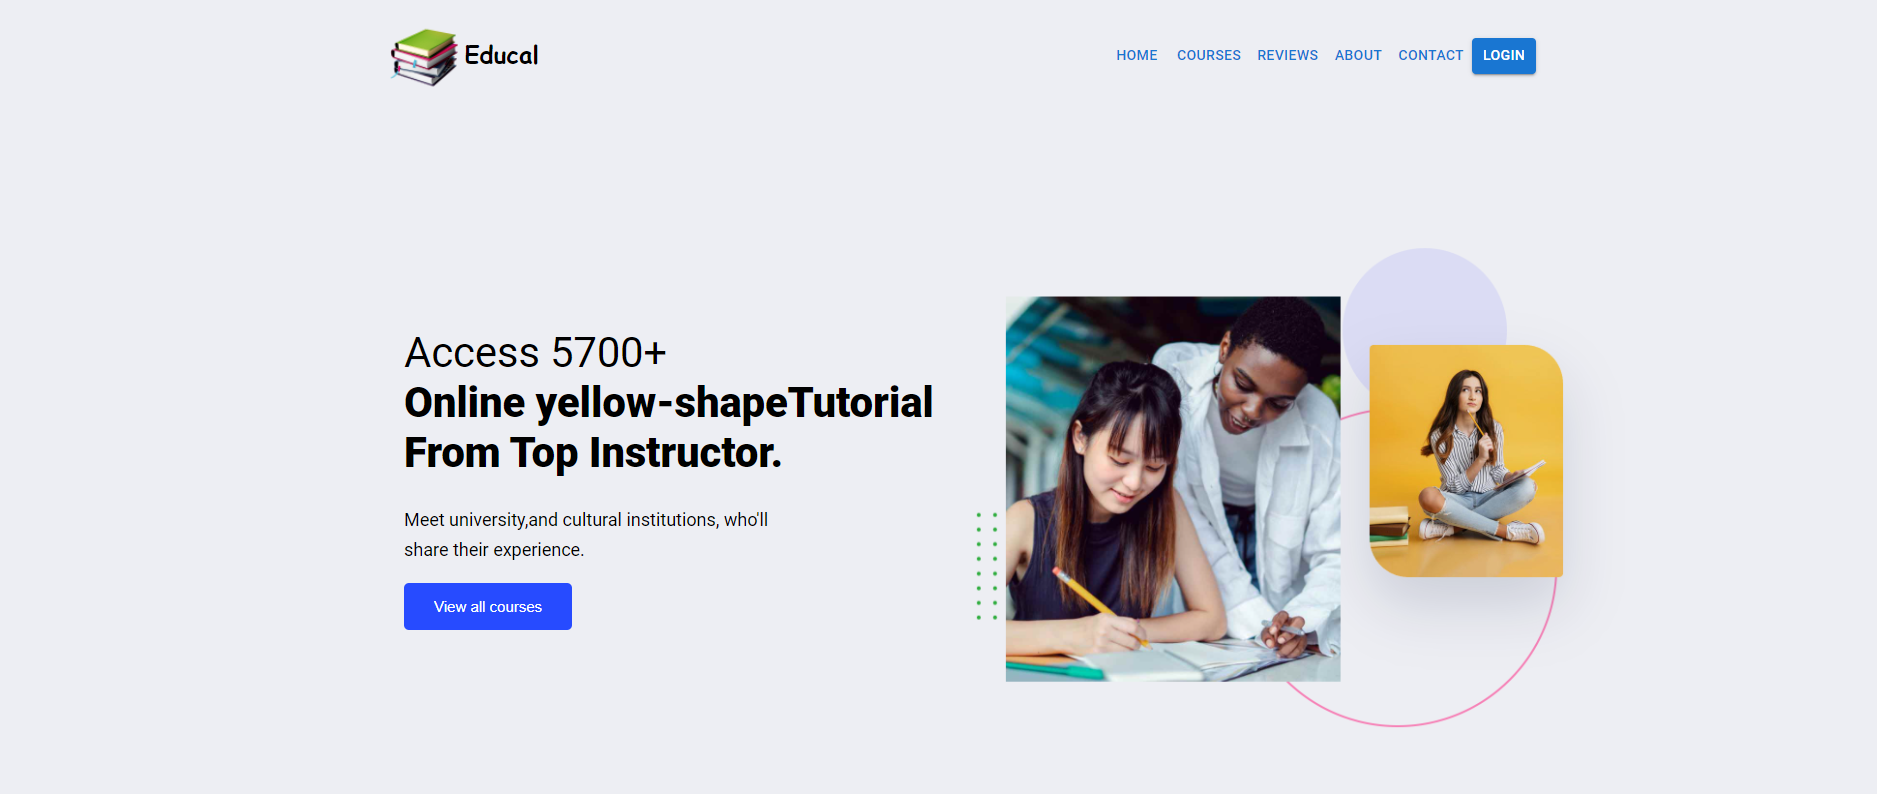 Educal
HOME COURSES REVIEWS ABOUT CONTACT LOGIN
Access 5700+
Online yellow-shapeTutorial
From Top Instructor.
Meet university,and cultural institutions, who'll
share their experience.
View all courses